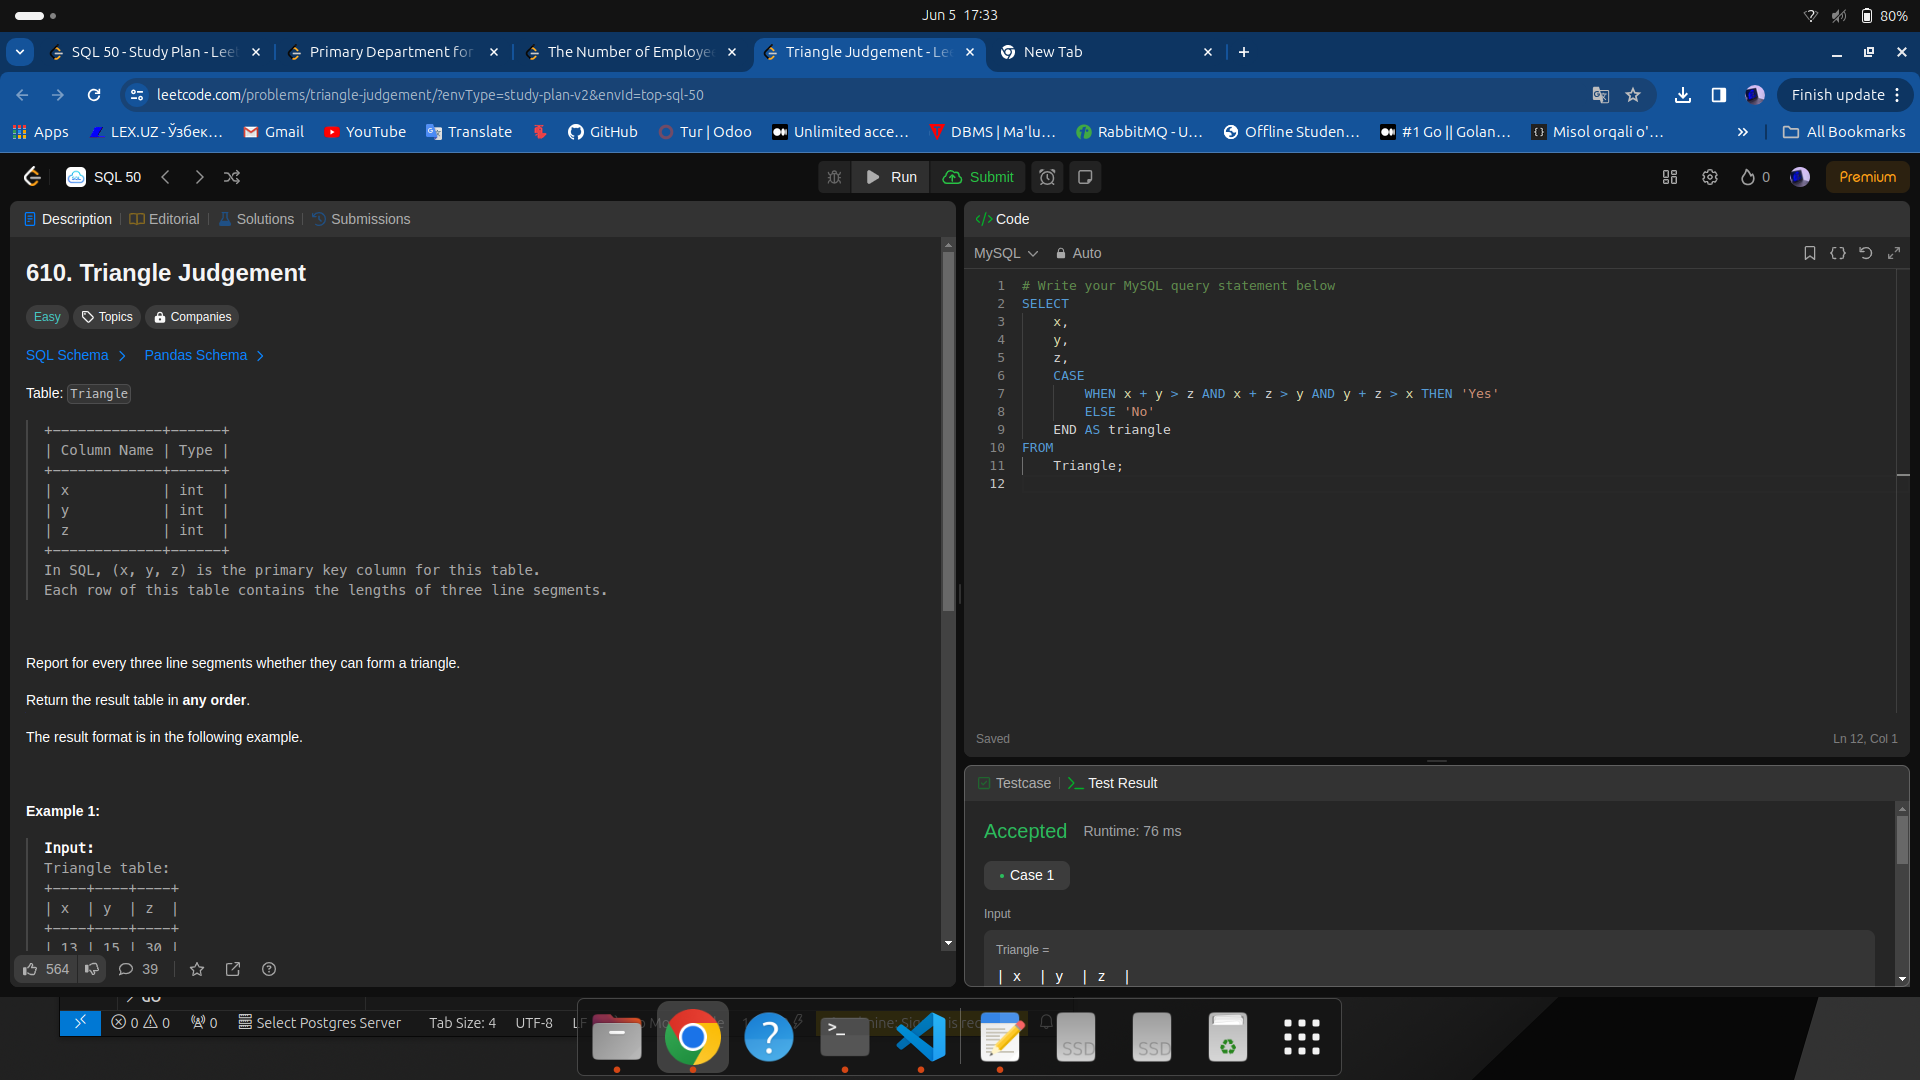 Jun 5 17:33
80%
SQL 50 - Study Plan - Leet
Primary Department for
The Number of Employee
Triangle Judgement - Le
New Tab
leetcode.com/problems/triangle-judgement/?envType=study-plan-v2&envId=top-sql-50
Finish update
Apps
LEX.UZ - Ўзбек...
Gmail
YouTube
Translate
GitHub
Tur | Odoo
Unlimited acce...
DBMS | Ma'lu...
RabbitMQ - U...
Offline Studen...
#1 Go || Golan...
Misol orqali o'...
All Bookmarks
SQL 50
Run
Submit
0
Premium
Description
Editorial
Solutions
Submissions
610. Triangle Judgement
Easy
Topics
Companies
SQL Schema
Pandas Schema
Table: Triangle
+-------------+------+
| Column Name | Type |
+-------------+------+
| x           | int  |
| y           | int  |
| z           | int  |
+-------------+------+
In SQL, (x, y, z) is the primary key column for this table.
Each row of this table contains the lengths of three line segments.
Report for every three line segments whether they can form a triangle.
Return the result table in any order.
The result format is in the following example.
Example 1:
Input:
Triangle table:
+----+----+----+
| x  | y  | z  |
+----+----+----+
| 13 | 15 | 30 |
564
39
</> Code
MySQL
Auto
1 # Write your MySQL query statement below
2 SELECT
3     x,
4     y,
5     z,
6     CASE
7         WHEN x + y > z AND x + z > y AND y + z > x THEN 'Yes'
8         ELSE 'No'
9     END AS triangle
10 FROM
11     Triangle;
12
Saved
Ln 12, Col 1
Testcase
Test Result
Accepted
Runtime: 76 ms
Case 1
Input
Triangle =
| x  | y  | z  |
GO
0
0
0
Select Postgres Server
Tab Size: 4
UTF-8
SSD
SSD